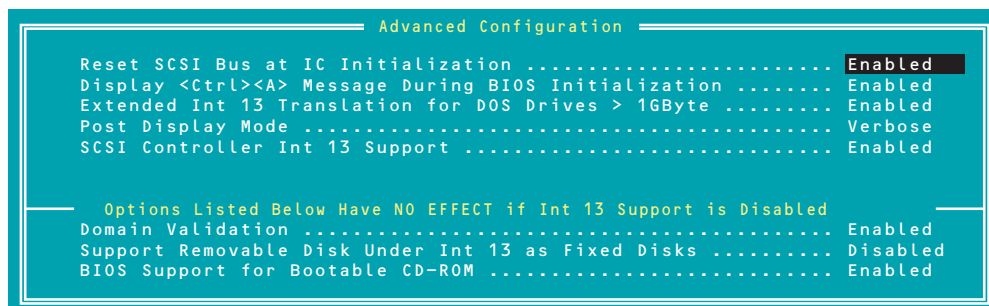 Advanced Configuration
Reset SCSI Bus at IC Initialization ......................... Enabled
Display <Ctrl><A> Message During BIOS Initialization ........ Enabled
Extended Int 13 Translation for DOS Drives > 1GByte ......... Enabled
Post Display Mode ........................................... Verbose
SCSI Controller Int 13 Support .............................. Enabled
Options Listed Below Have NO EFFECT if Int 13 Support is Disabled
Domain Validation ........................................... Enabled
Support Removable Disk Under Int 13 as Fixed Disks .......... Disabled
BIOS Support for Bootable CD-ROM ............................ Enabled